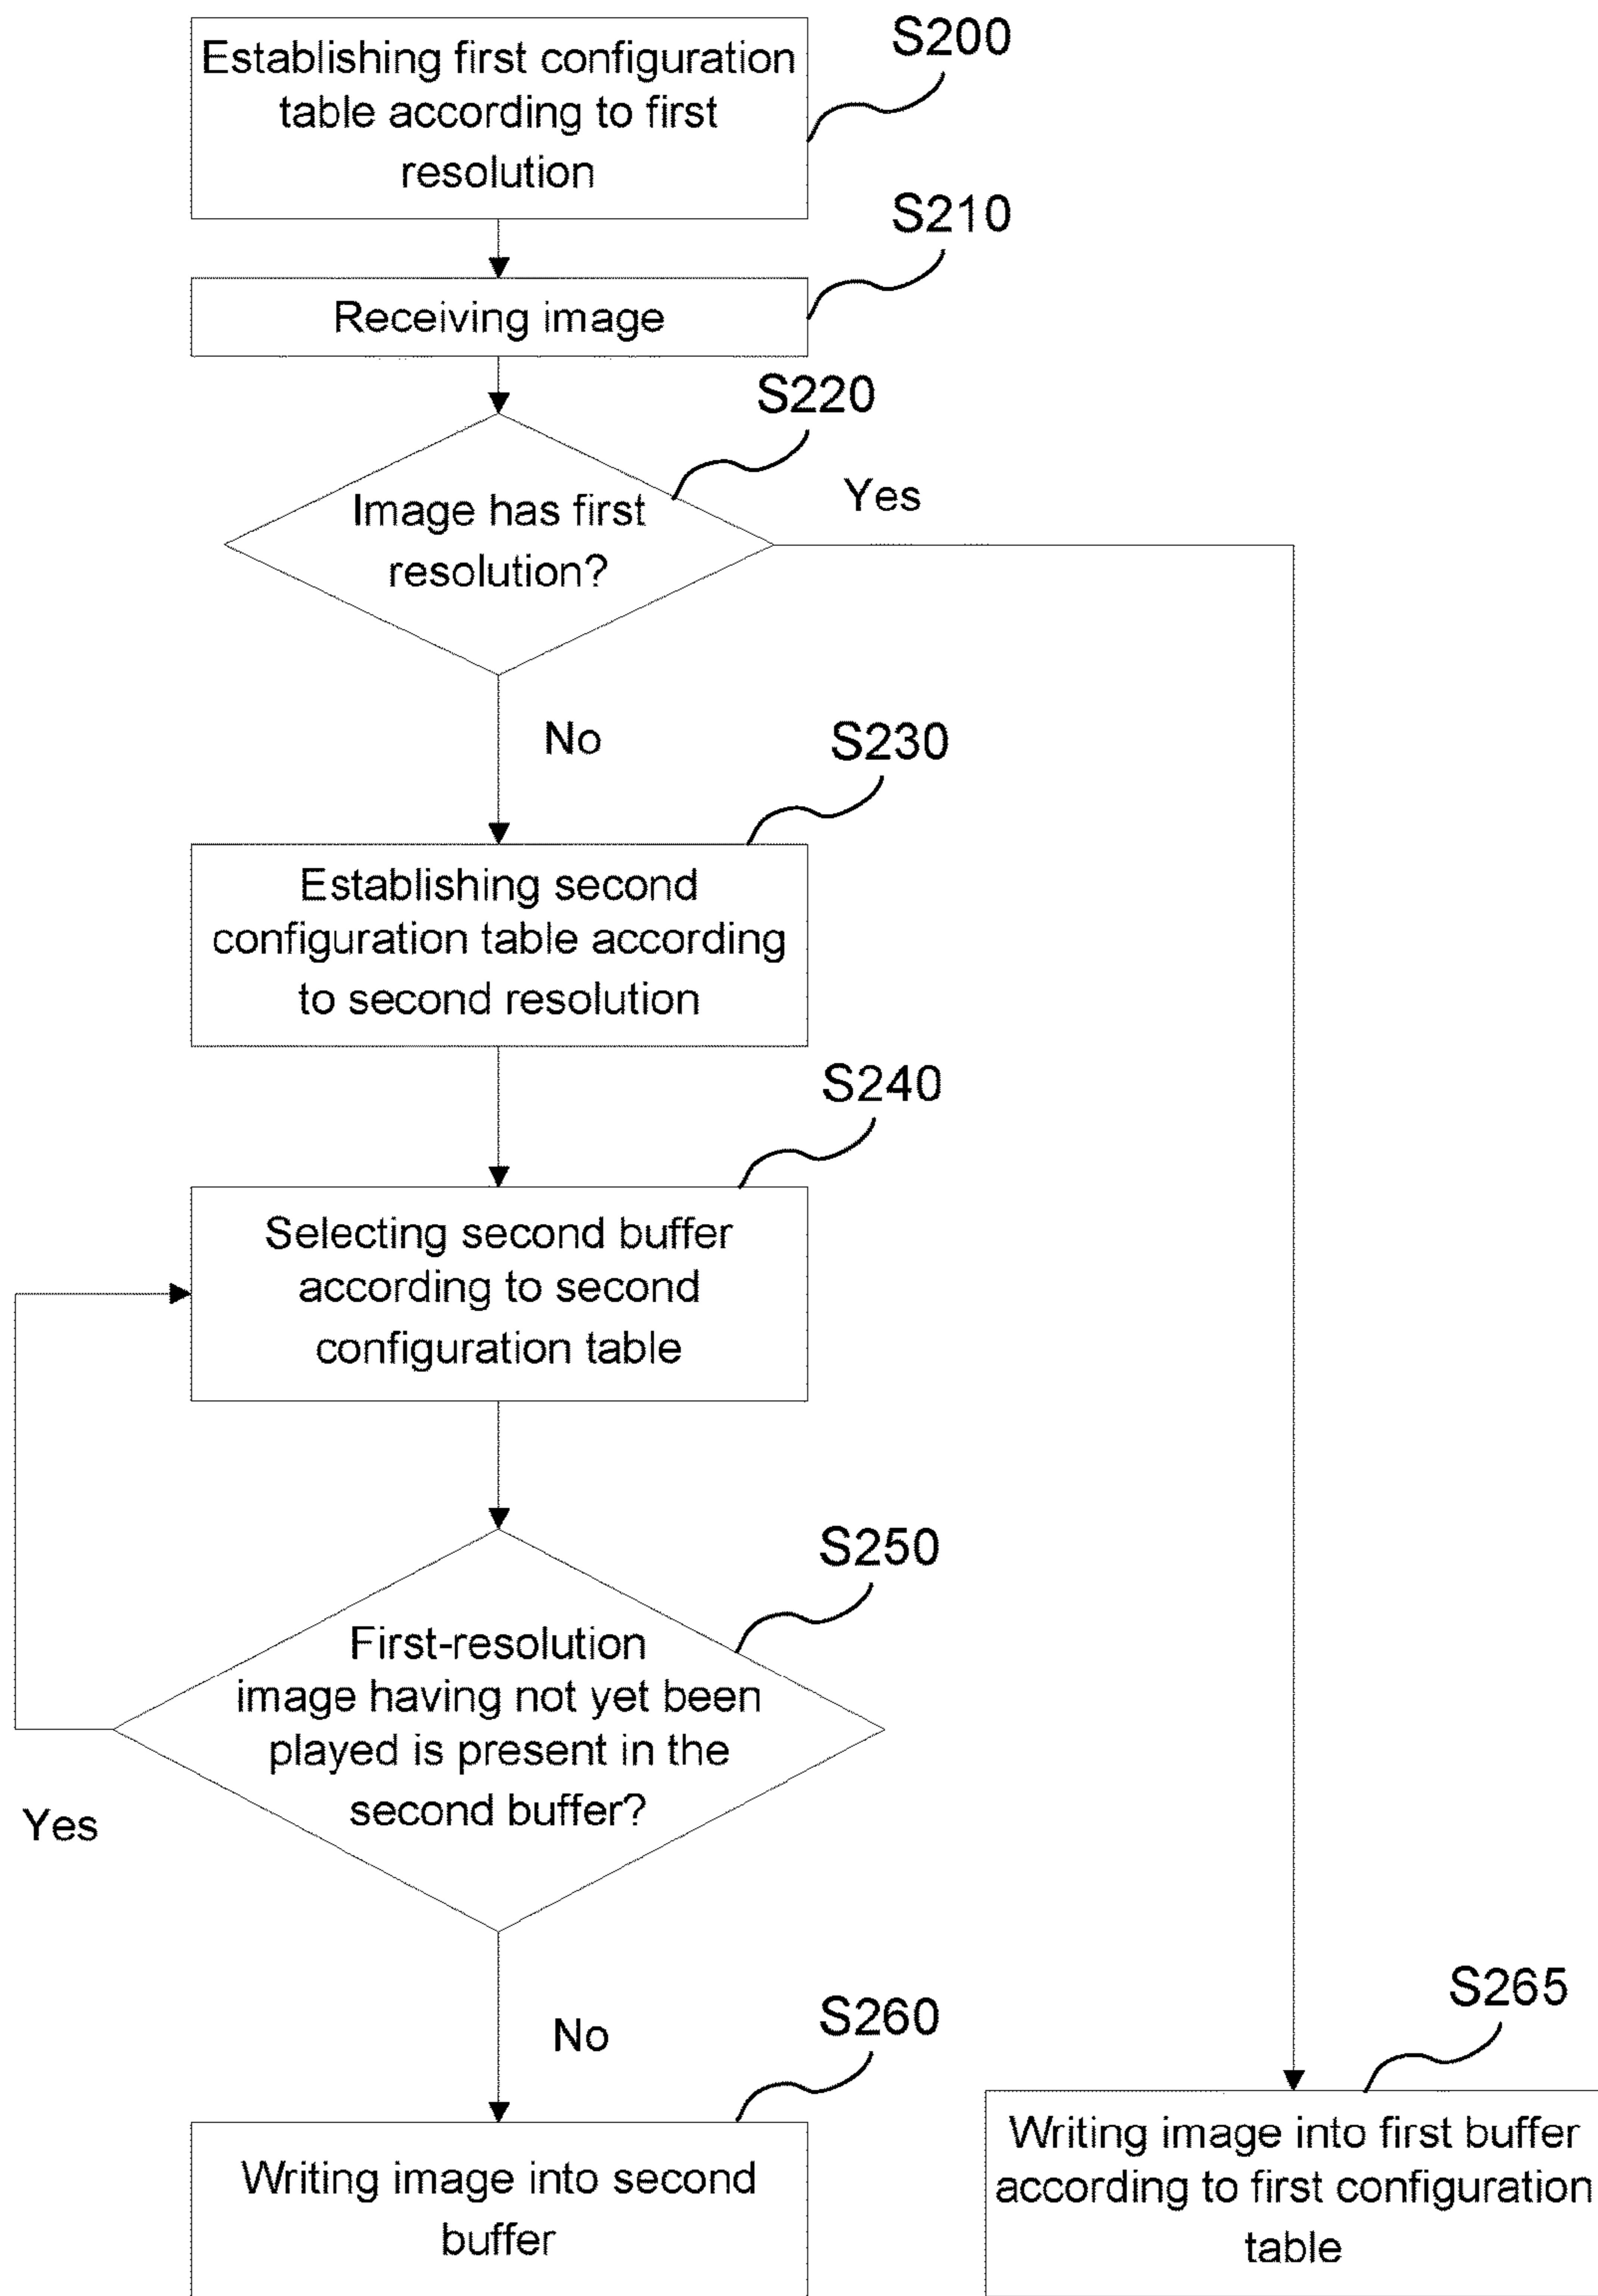 S200
Establishing first configuration
table according to first
resolution
S210
Receiving image
S220
Image has first
resolution?
Yes
No
S230
Establishing second
configuration table according
to second resolution
S240
Selecting second buffer
according to second
configuration table
S250
First-resolution
image having not yet been
played is present in the
second buffer?
Yes
No
S260
Writing image into second
buffer
S265
Writing image into first buffer
according to first configuration
table